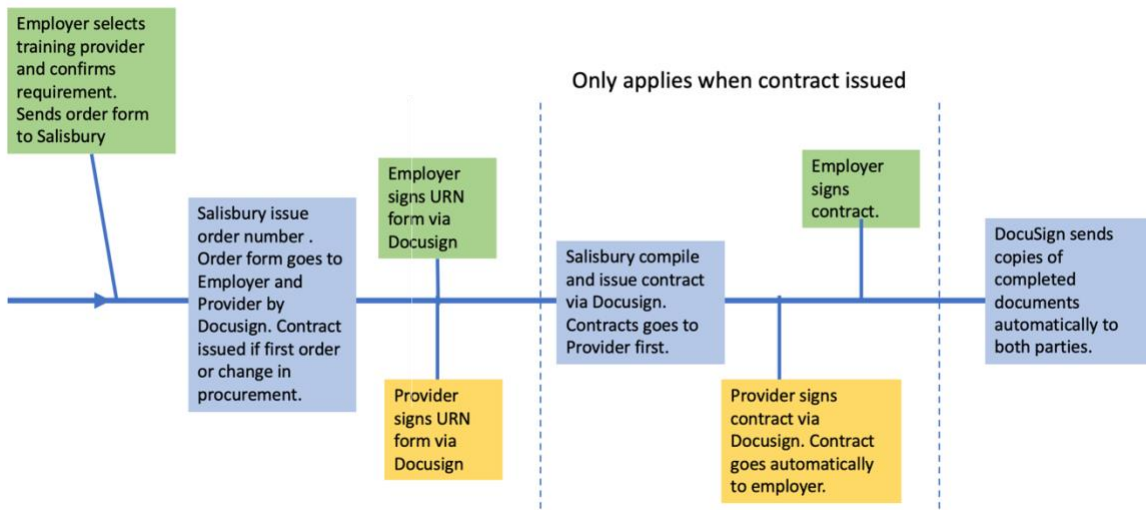 Employer selects
training provider
and confirms
requirement.
Sends order form
to Salisbury
Only applies when contract issued
Salisbury issue
order number .
Order form goes to
Employer and
Provider by
Docusign. Contract
issued if first order
or change in
procurement.
Employer
signs URN
form via
Docusign
Provider
signs URN
form via
Docusign
Salisbury compile
and issue contract
via Docusign.
Contracts goes to
Provider first.
Employer
signs
contract.
Provider signs
contract via
Docusign. Contract
goes automatically
to employer.
DocuSign sends
copies of
completed
documents
automatically to
both parties.